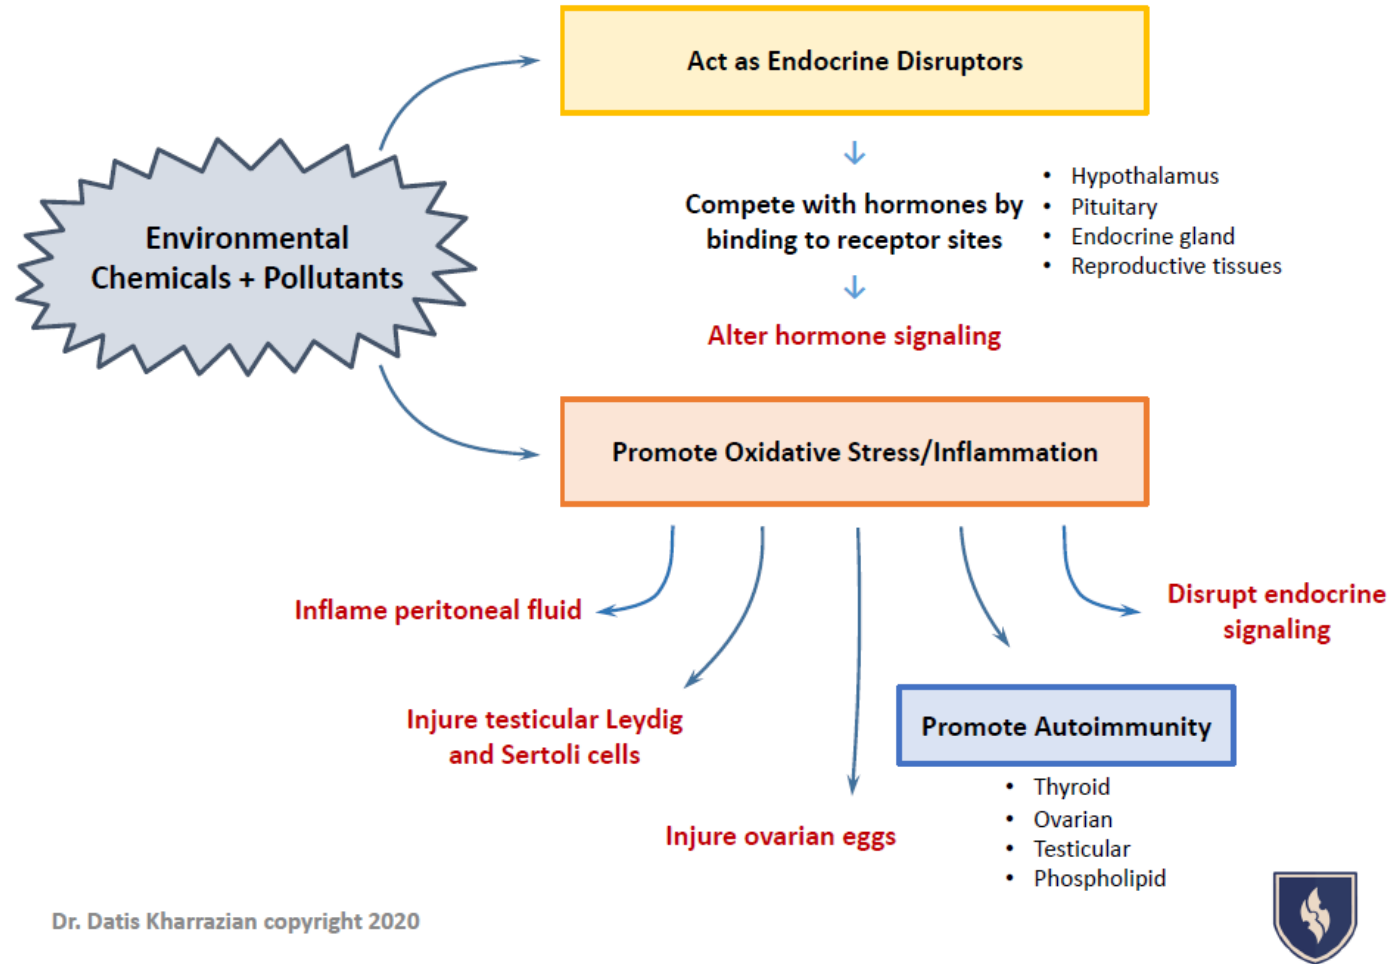 Act as Endocrine Disruptors
Environmental
Chemicals + Pollutants
Compete with hormones by
binding to receptor sites
• Hypothalamus
• Pituitary
• Endocrine gland
• Reproductive tissues
Alter hormone signaling
Promote Oxidative Stress/Inflammation
Inflame peritoneal fluid
Disrupt endocrine
signaling
Injure testicular Leydig
and Sertoli cells
Promote Autoimmunity
• Thyroid
• Ovarian
• Testicular
• Phospholipid
Injure ovarian eggs
Dr. Datis Kharrazian copyright 2020